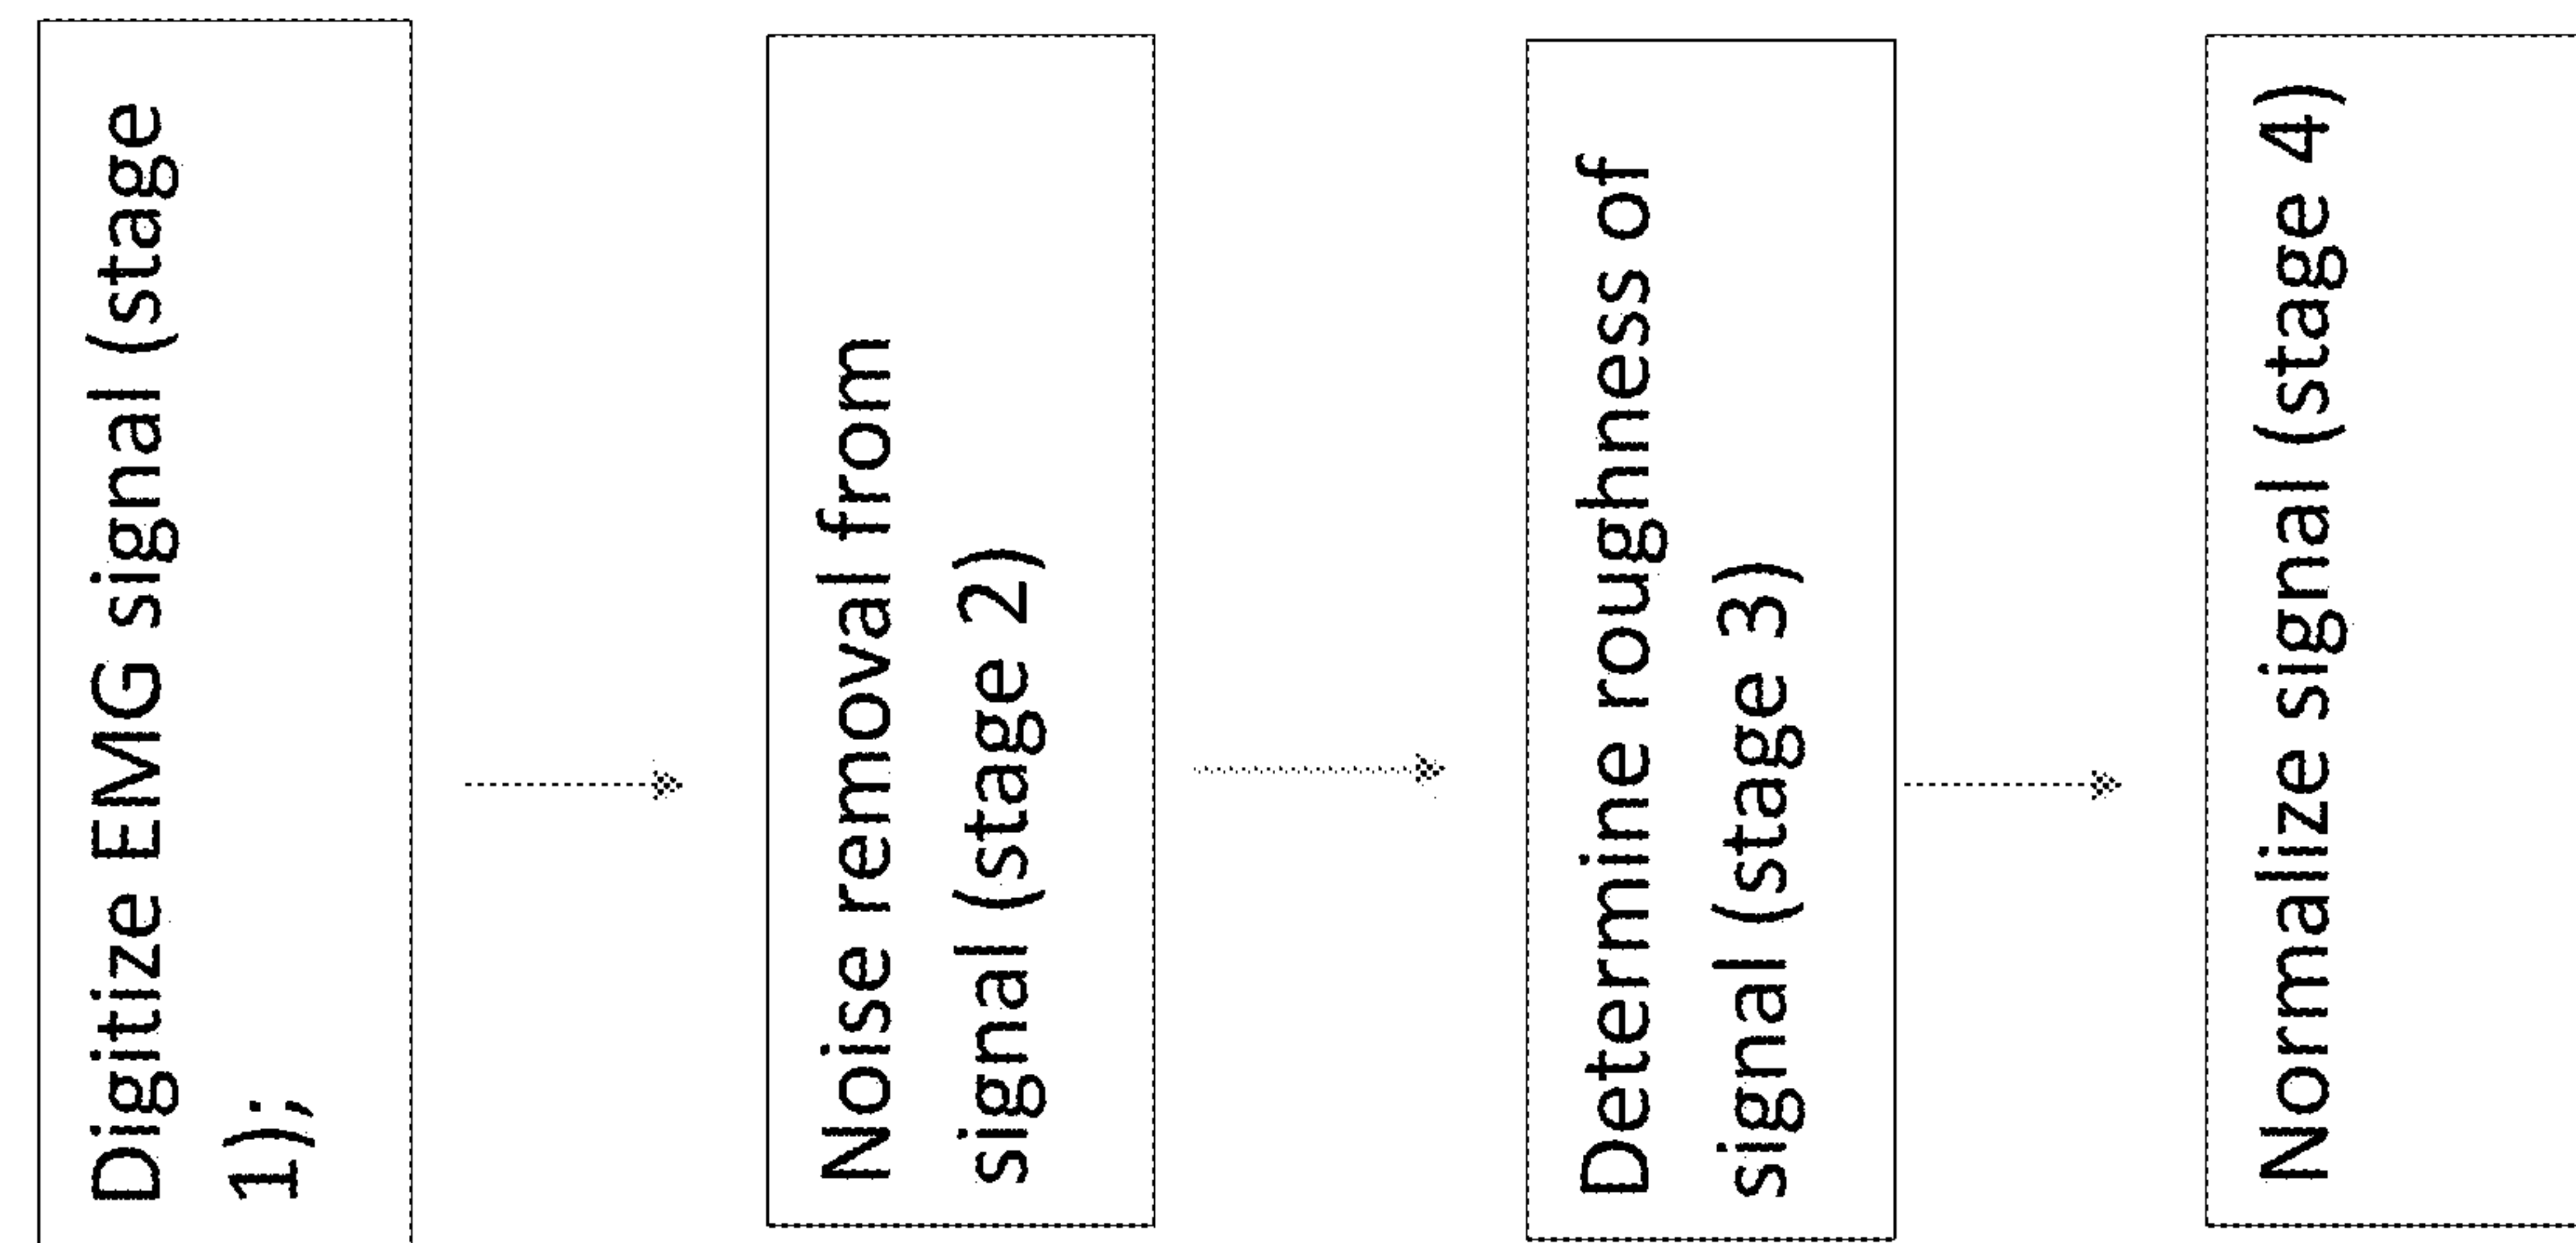 Digitize EMG signal (stage
1);
Noise removal from
signal (stage 2)
Determine roughness of
signal (stage 3)
Normalize signal (stage 4)